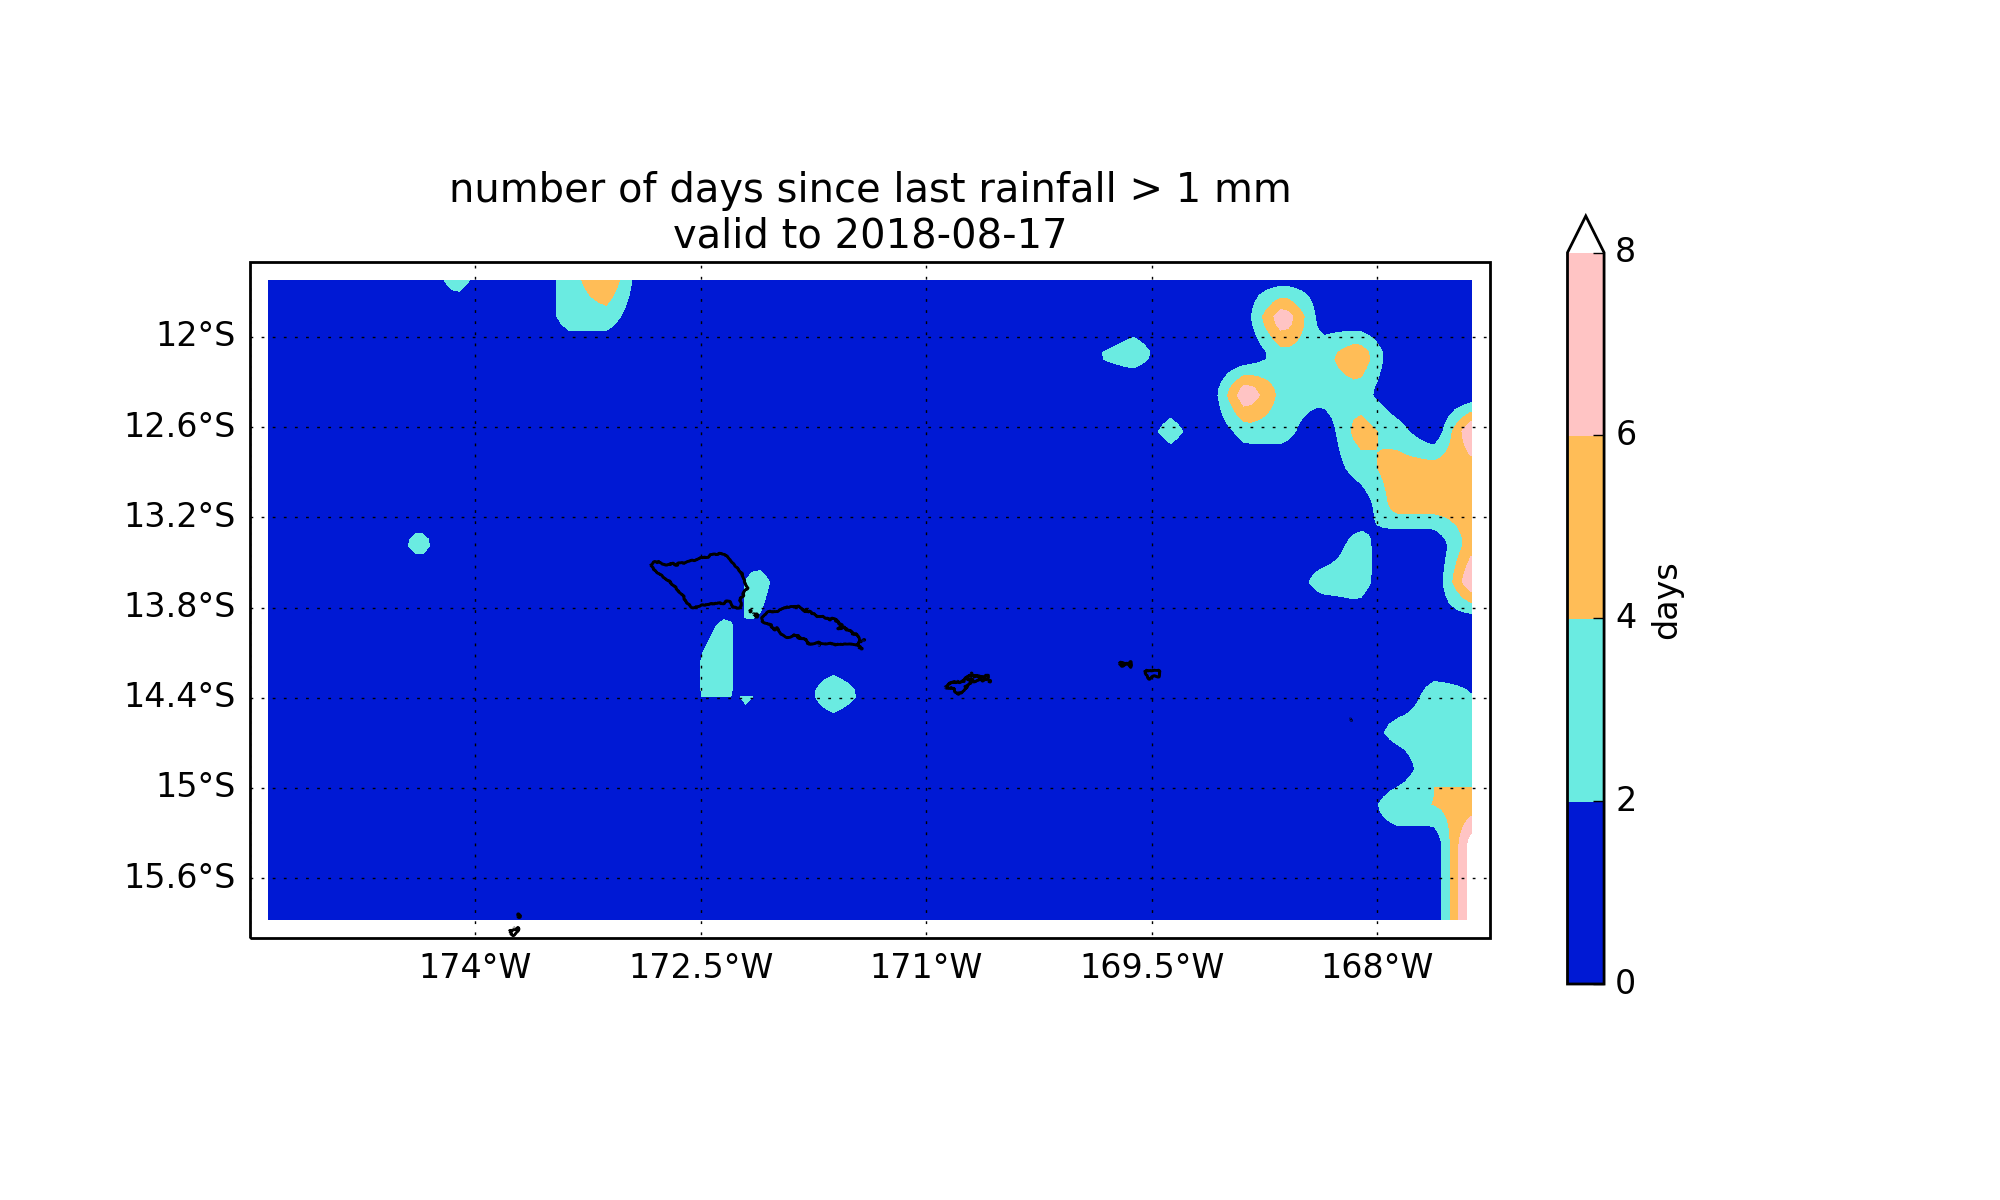 number of days since last rainfall > 1 mm
valid to 2018-08-17
12°S
12.6°S
13.2°S
13.8°S
14.4°S
15°S
15.6°S
174°W
172.5°W
171°W
169.5°W
168°W
8
6
4
2
0
days